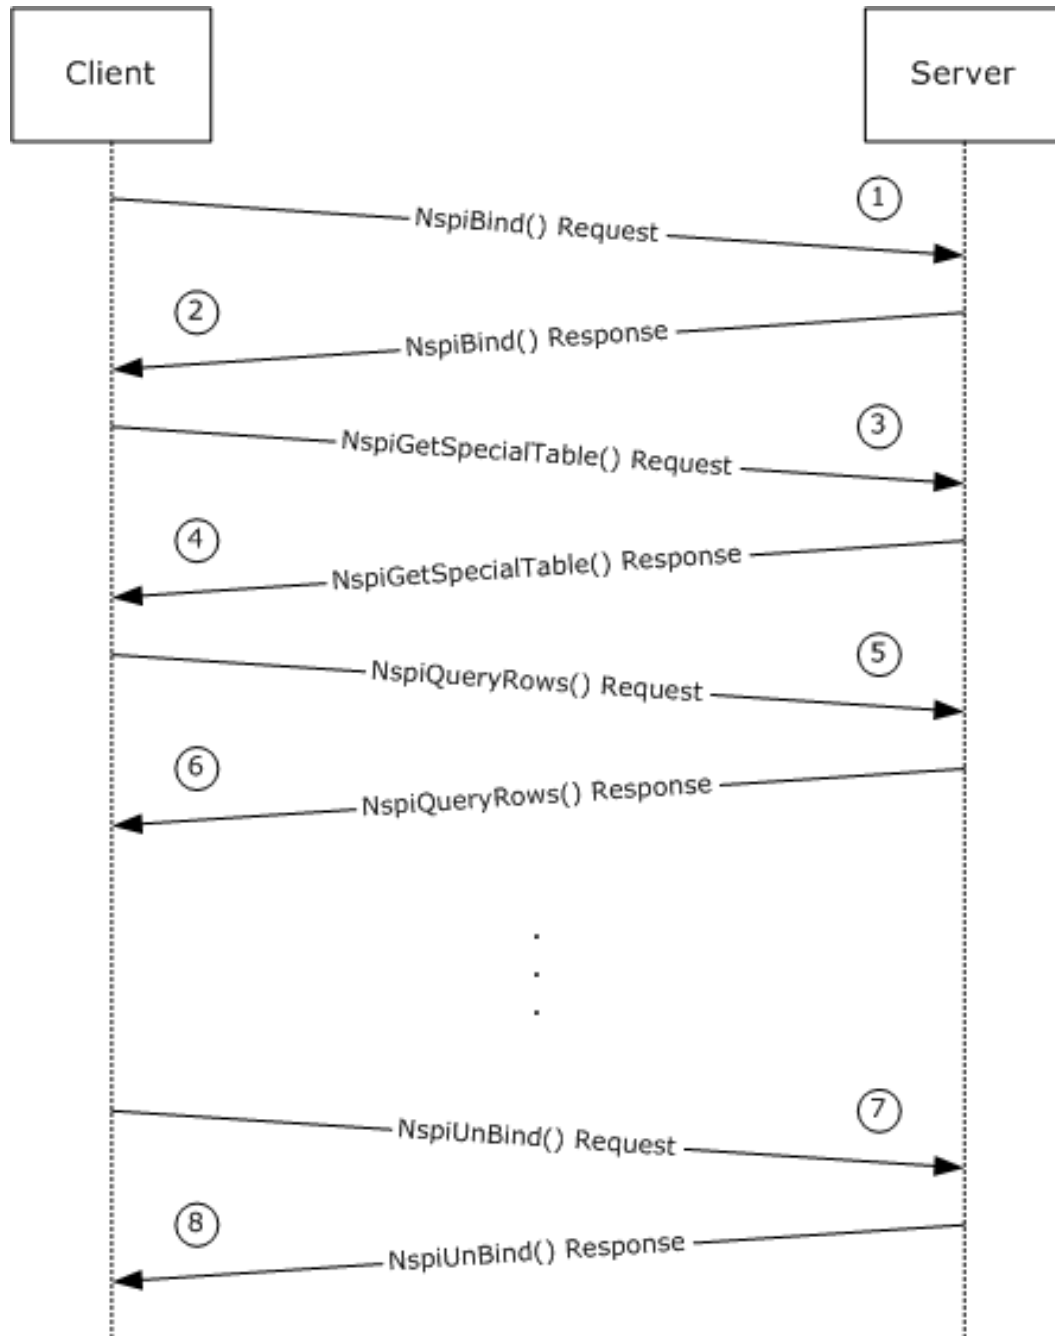 Client
Server
1
NspiBind() Request
2
NspiBind() Response
3
NspiGetSpecialTable() Request
4
NspiGetSpecialTable() Response
5
NspiQueryRows() Request
6
NspiQueryRows() Response
.
.
.
7
NspiUnBind() Request
8
NspiUnBind() Response